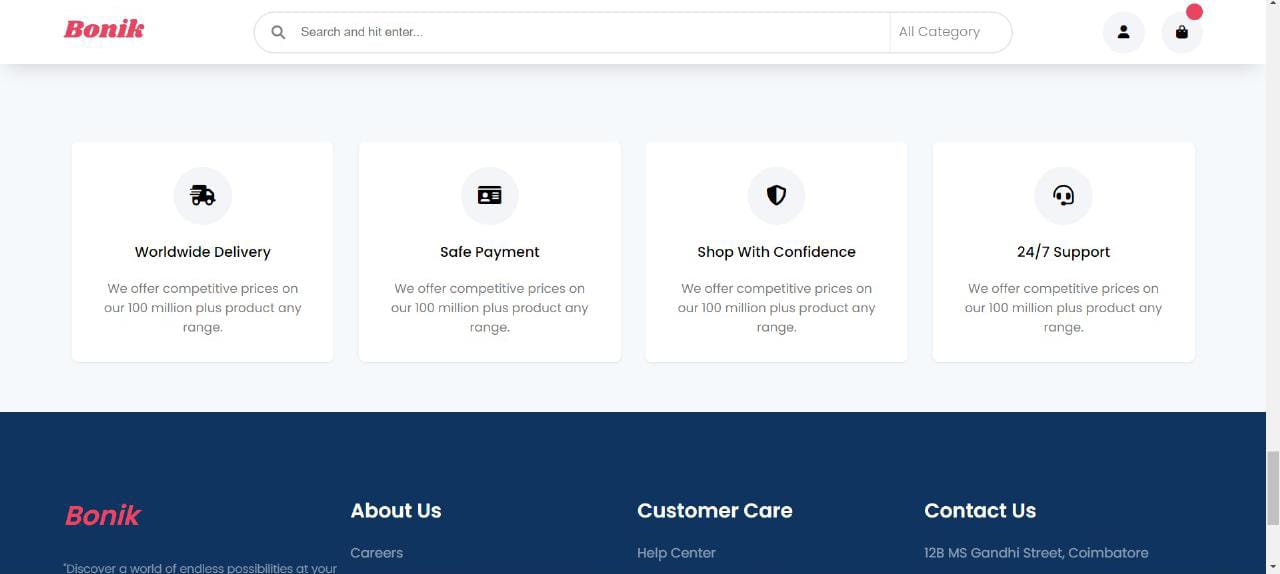 Bonik
Search and hit enter...
All Category
Worldwide Delivery
We offer competitive prices on
our 100 million plus product any
range.
Safe Payment
We offer competitive prices on
our 100 million plus product any
range.
Shop With Confidence
We offer competitive prices on
our 100 million plus product any
range.
24/7 Support
We offer competitive prices on
our 100 million plus product any
range.
Bonik
"Discover a world of endless possibilities at your
About Us
Careers
Customer Care
Help Center
Contact Us
12B MS Gandhi Street, Coimbatore